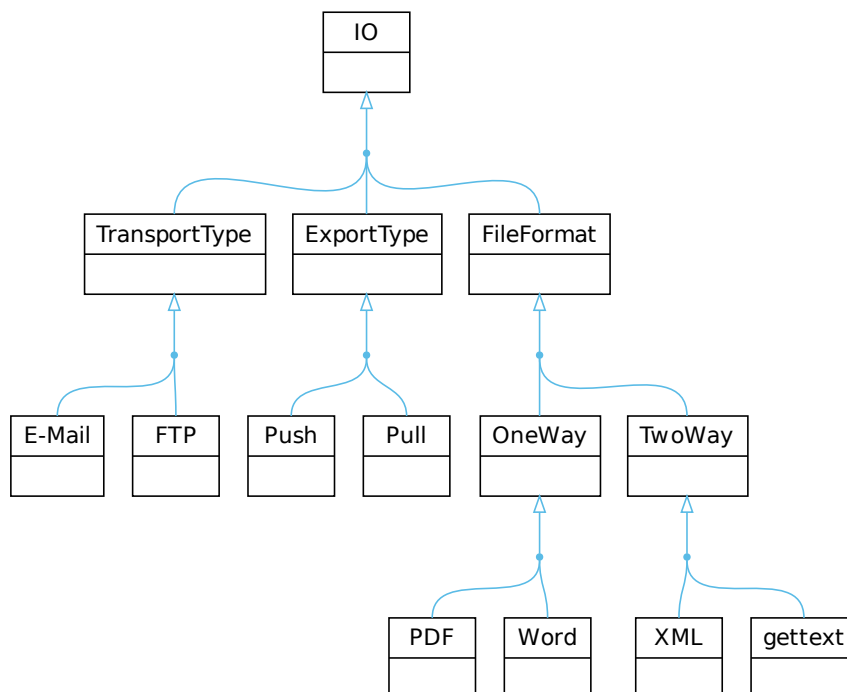 IO
TransportType
ExportType
FileFormat
E-Mail
FTP
Push
Pull
OneWay
TwoWay
PDF
Word
XML
gettext